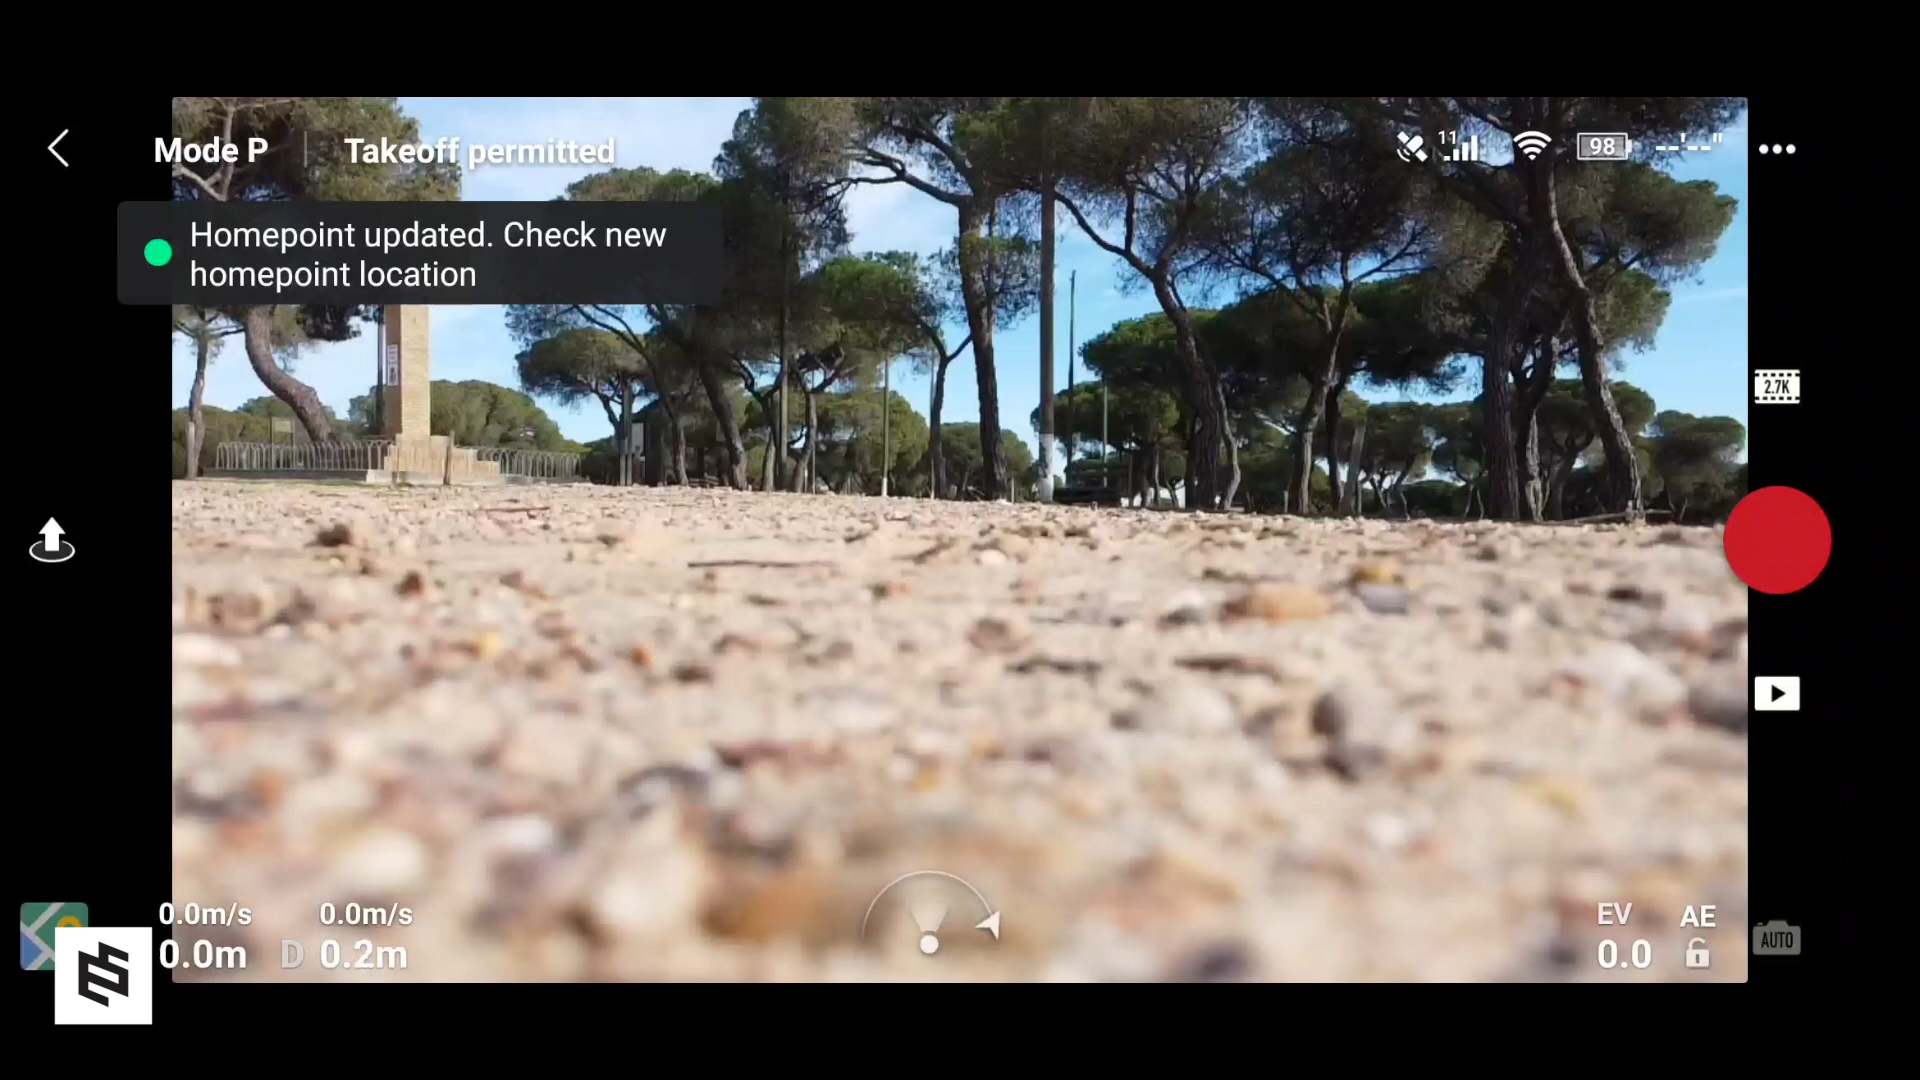 Mode P
Takeoff permitted
11
98
--'--"
Homepoint updated. Check new
homepoint location
2.7K
0.0m/s
0.0m/s
0.0m
D 0.2m
EV
0.0
AE
AUTO